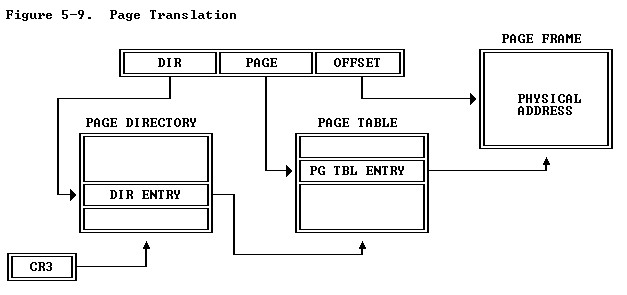 Figure 5-9.  Page Translation
PAGE FRAME
DIR PAGE OFFSET
PHYSICAL
ADDRESS
PAGE DIRECTORY
PAGE TABLE
PG TBL ENTRY
DIR ENTRY
CR3